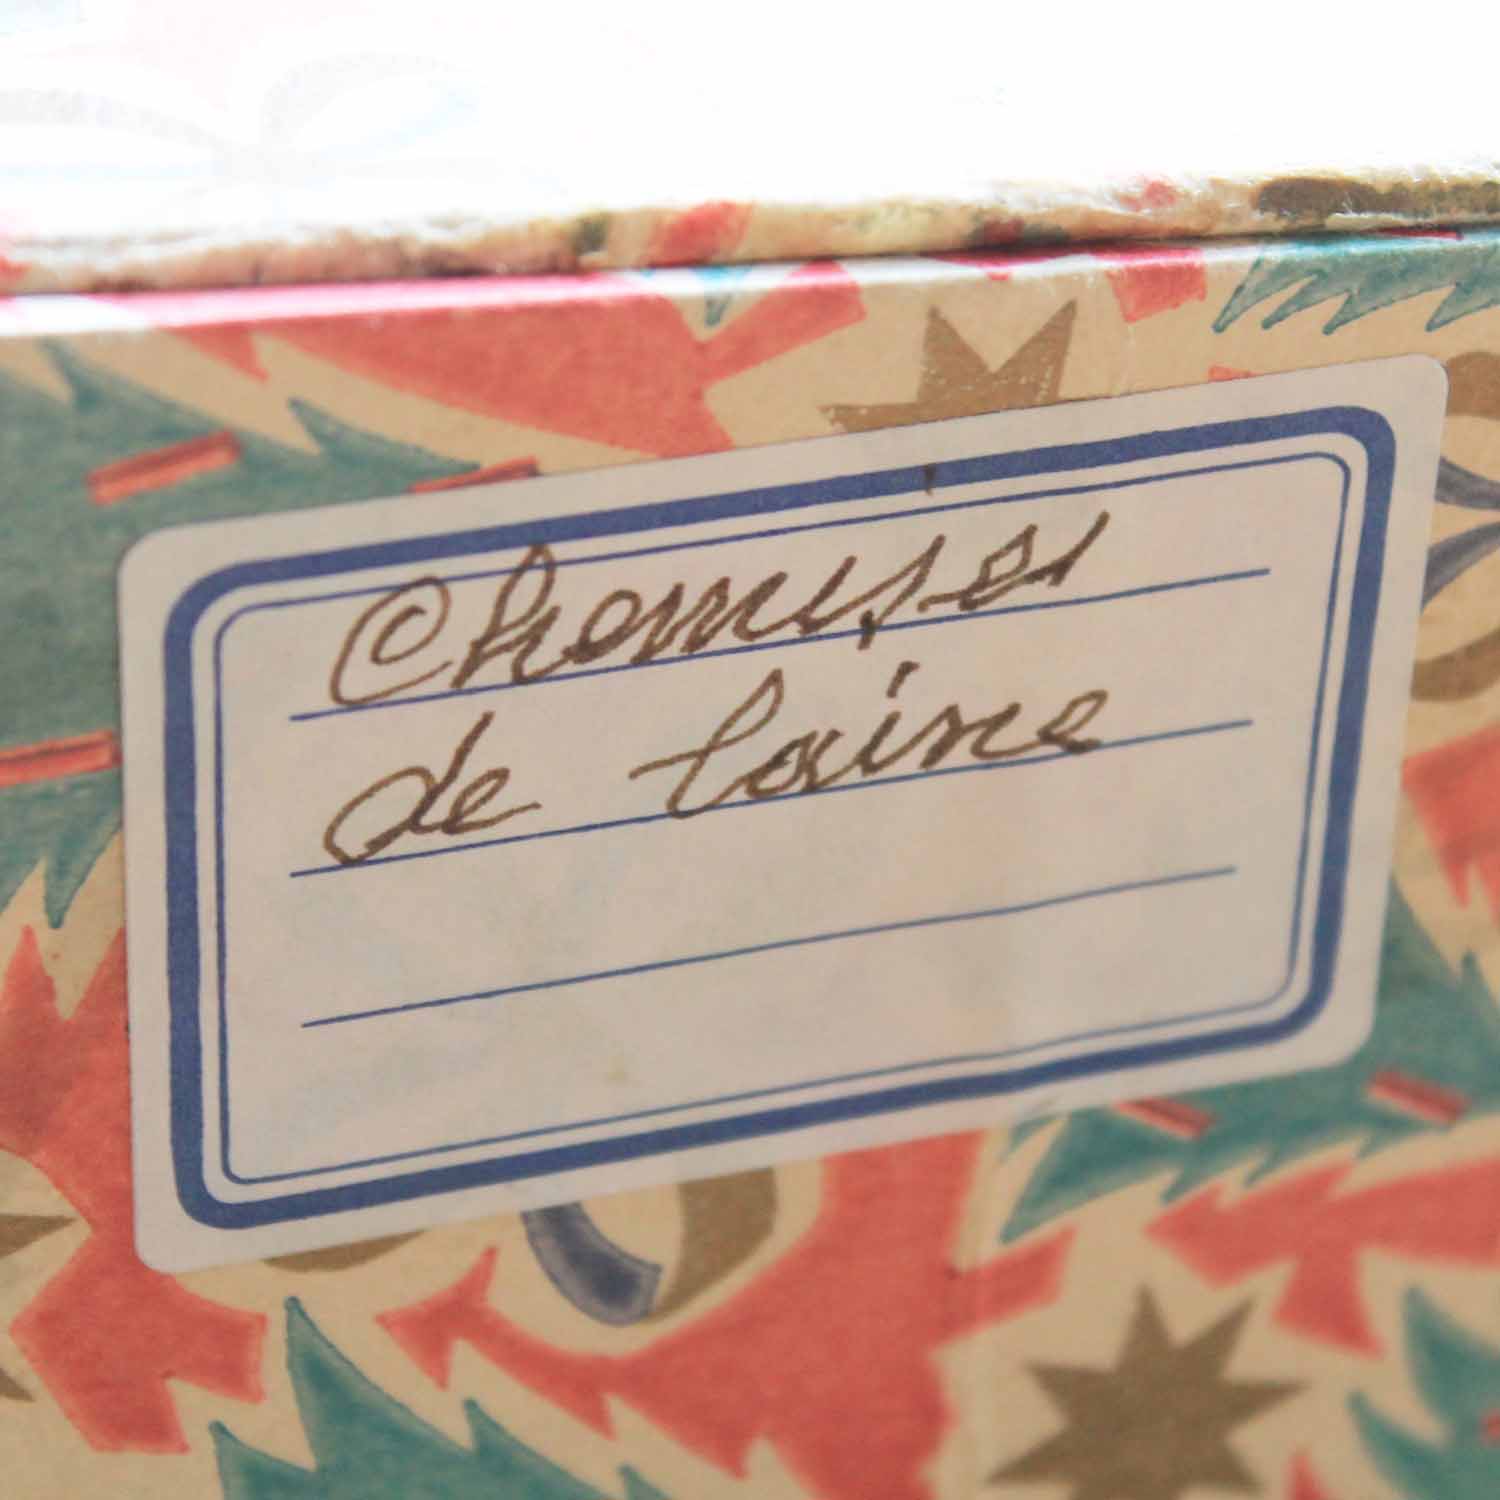 Chemises
de laine